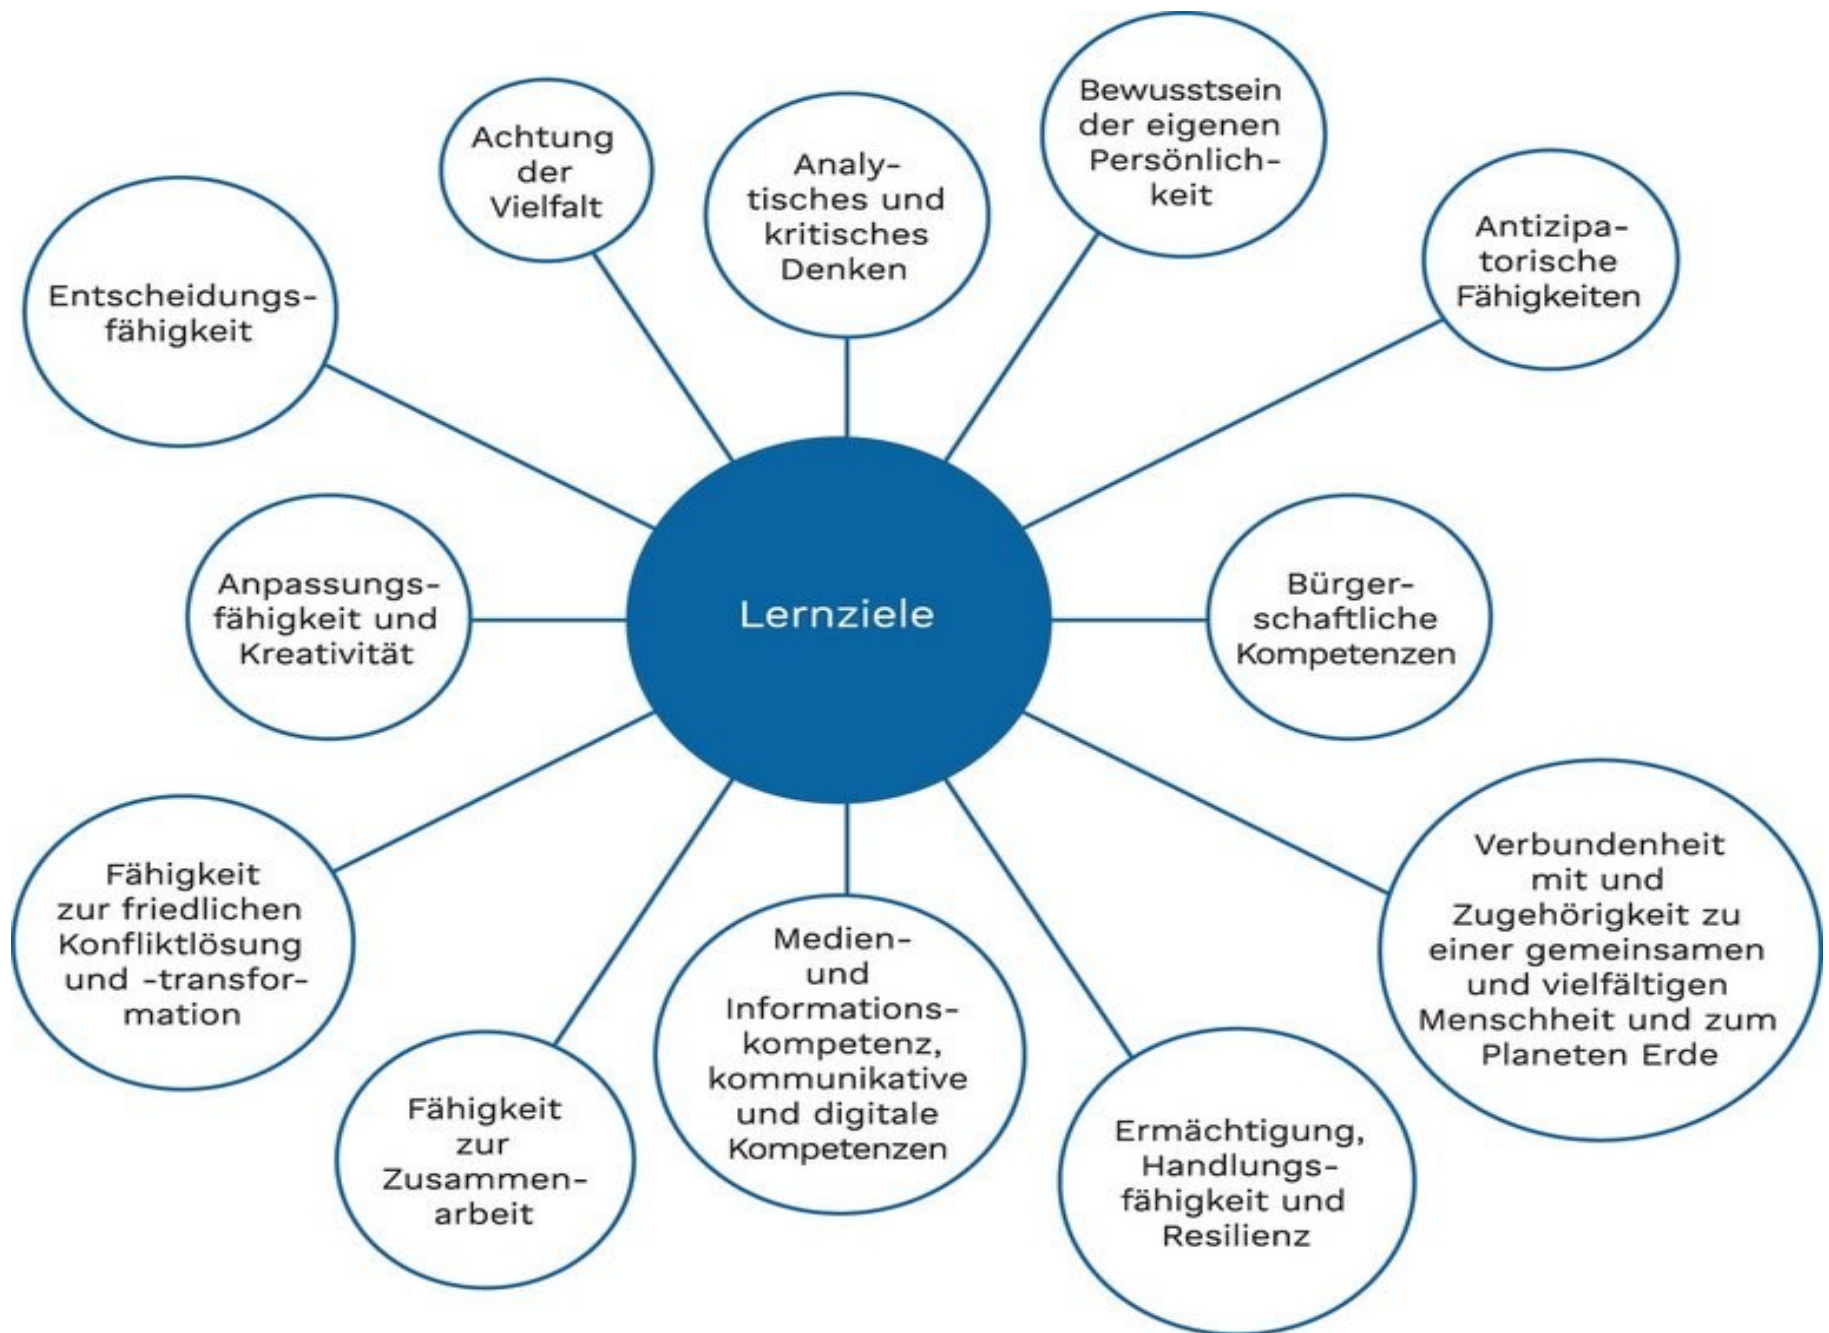 Bewusstsein
der eigenen
Persönlich-
keit
Achtung
der
Vielfalt
Analy-
tisches und
kritisches
Denken
Antizipa-
torische
Fähigkeiten
Entscheidungs-
fähigkeit
Anpassungs-
fähigkeit und
Kreativität
Lernziele
Bürger-
schaftliche
Kompetenzen
Fähigkeit
zur friedlichen
Konfliktlösung
und -transfor-
mation
Verbundenheit
mit und
Zugehörigkeit zu
einer gemeinsamen
und vielfältigen
Menschheit und zum
Planeten Erde
Medien-
und
Informations-
kompetenz,
kommunikative
und digitale
Kompetenzen
Fähigkeit
zur
Zusammen-
arbeit
Ermächtigung,
Handlungs-
fähigkeit und
Resilienz